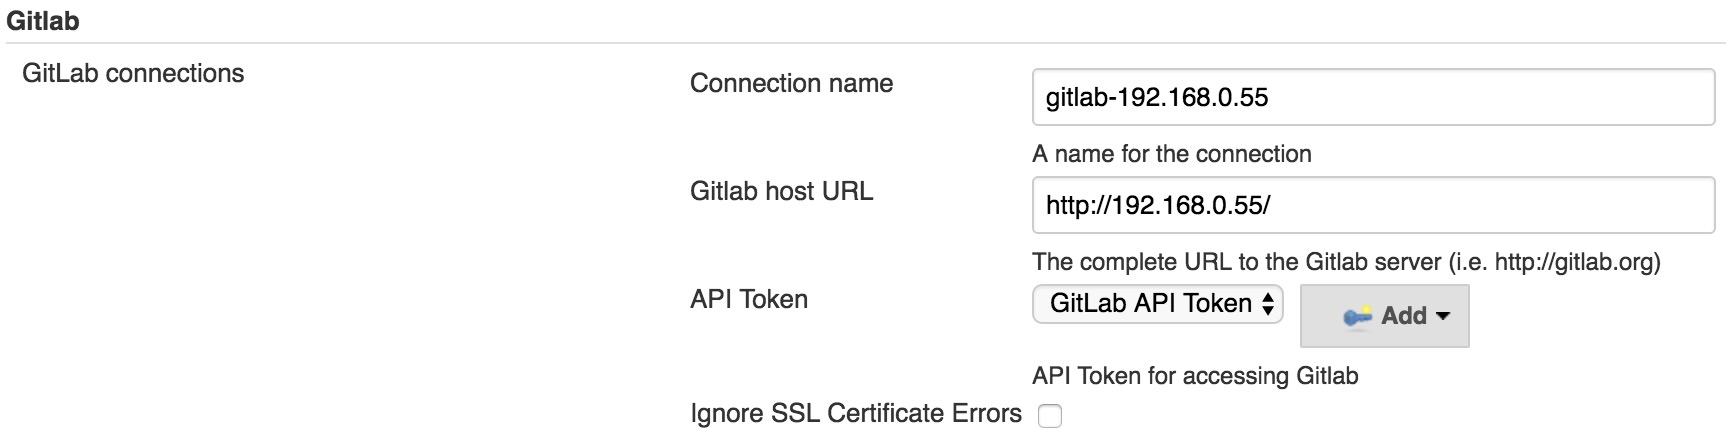 Gitlab
GitLab connections
Connection name
gitlab-192.168.0.55
A name for the connection
Gitlab host URL
http://192.168.0.55/
The complete URL to the Gitlab server (i.e. http://gitlab.org)
API Token
GitLab API Token
Add
API Token for accessing Gitlab
Ignore SSL Certificate Errors